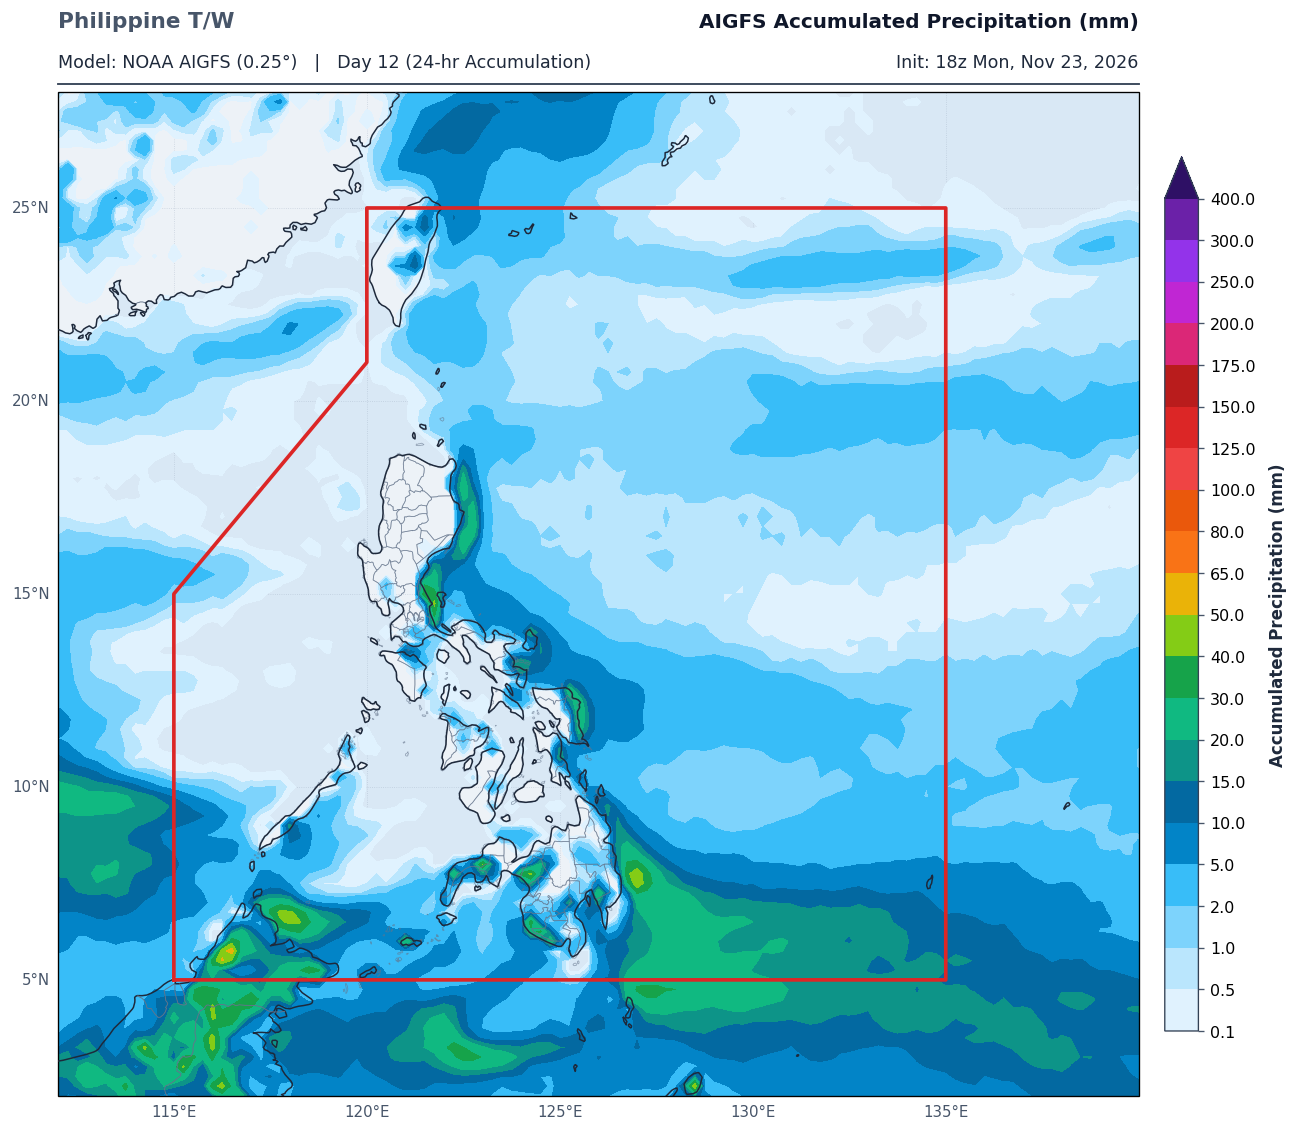 Philippine T/W
AIGFS Accumulated Precipitation (mm)
Model: NOAA AIGFS (0.25°)   |   Day 12 (24-hr Accumulation)
Init: 18z Mon, Nov 23, 2026
25°N
20°N
15°N
10°N
5°N
115°E
120°E
125°E
130°E
135°E
400.0
300.0
250.0
200.0
175.0
150.0
125.0
100.0
80.0
65.0
50.0
40.0
30.0
20.0
15.0
10.0
5.0
2.0
1.0
0.5
0.1
Accumulated Precipitation (mm)